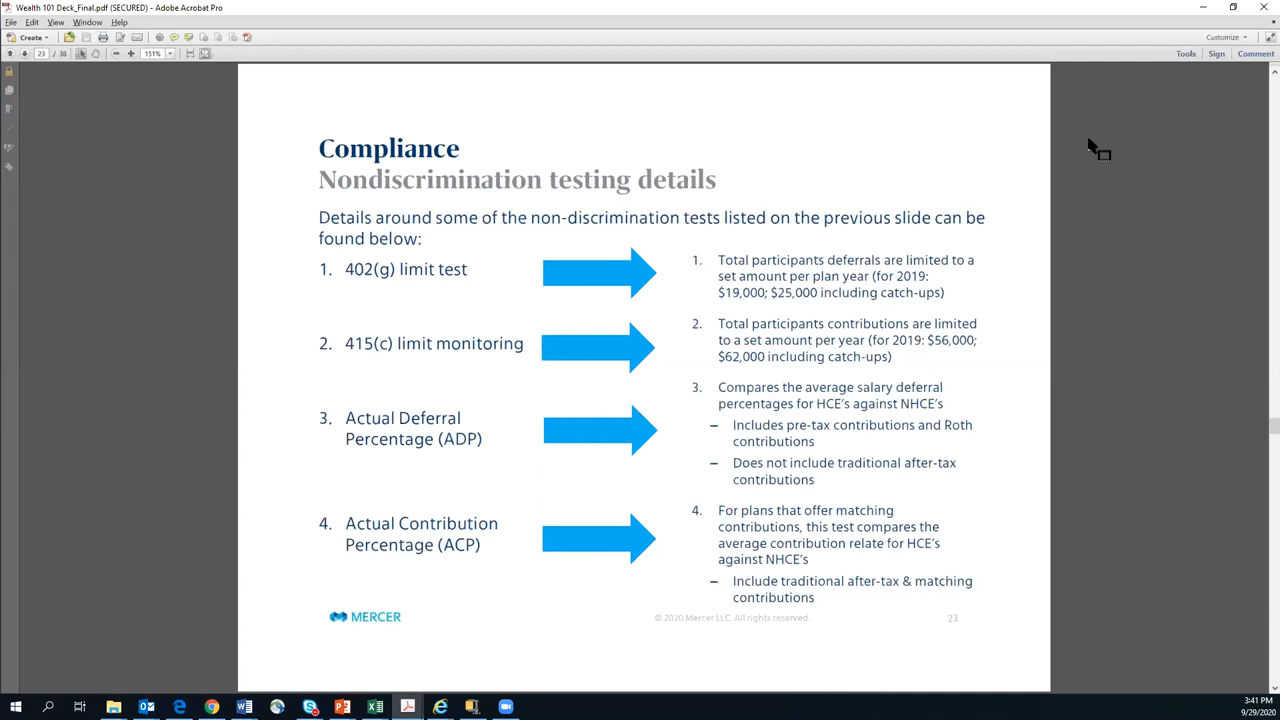 Wealth 101 Deck_Final.pdf (SECURED) - Adobe Acrobat Pro
File Edit View Window Help
Create
Customize
23 / 38
151%
Tools Sign Comment
Compliance
Nondiscrimination testing details
Details around some of the non-discrimination tests listed on the previous slide can be
found below:
1. 402(g) limit test
2. 415(c) limit monitoring
3. Actual Deferral
Percentage (ADP)
4. Actual Contribution
Percentage (ACP)
1. Total participants deferrals are limited to a
set amount per plan year (for 2019:
$19,000; $25,000 including catch-ups)
2. Total participants contributions are limited
to a set amount per year (for 2019: $56,000;
$62,000 including catch-ups)
3. Compares the average salary deferral
percentages for HCE's against NHCE's
– Includes pre-tax contributions and Roth
contributions
– Does not include traditional after-tax
contributions
4. For plans that offer matching
contributions, this test compares the
average contribution relate for HCE's
against NHCE's
– Include traditional after-tax & matching
contributions
MERCER
© 2020 Mercer LLC. All rights reserved.
23
3:41 PM
9/29/2020